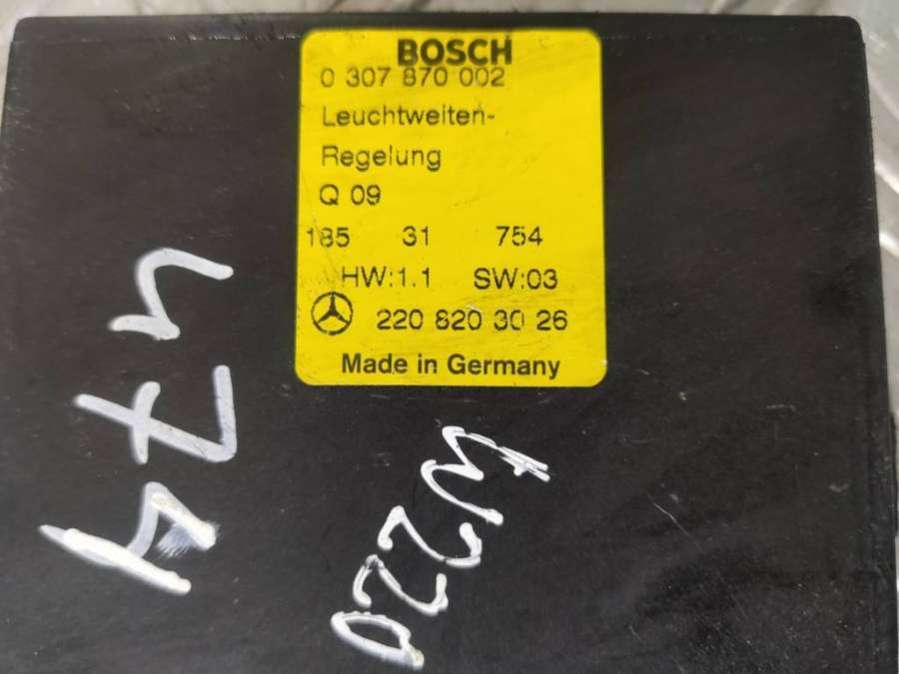 BOSCH
0 307 870 002
Leuchtweiten-
Regelung
Q 09
185 31 754
HW:1.1 SW:03
220 820 30 26
Made in Germany
W220